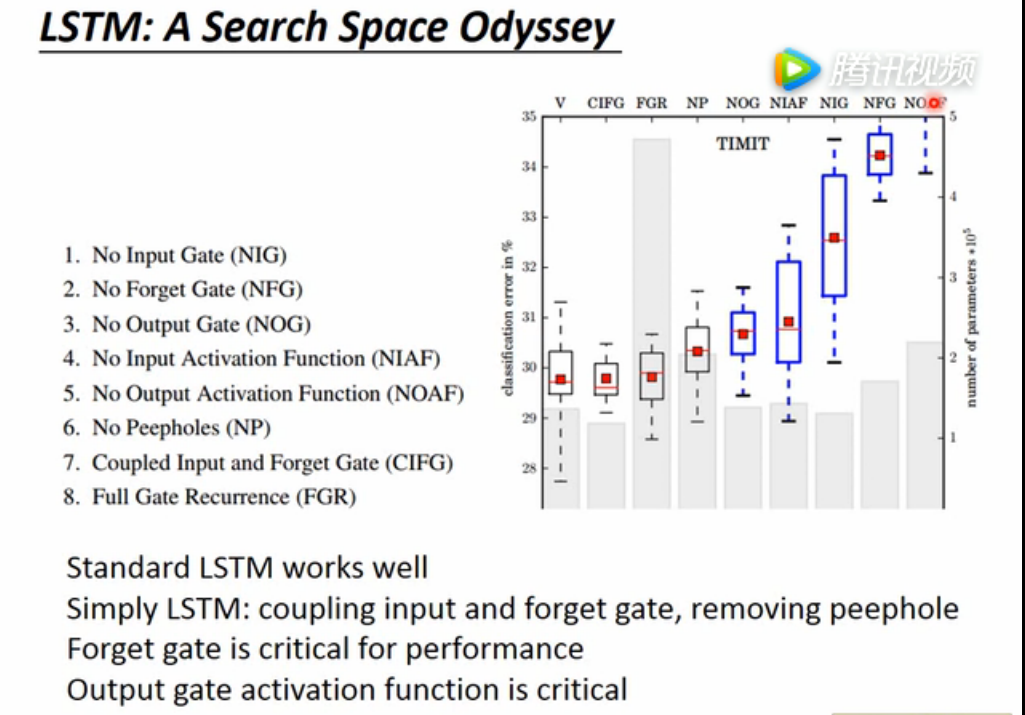 LSTM: A Search Space Odyssey
腾讯视频
V CIFG FGR NP NOG NIAF NIG NFG
TIMIT
35
34
33
32
31
30
29
28
classification error in %
5
4
3
2
1
number of parameters *10⁵
1. No Input Gate (NIG)
2. No Forget Gate (NFG)
3. No Output Gate (NOG)
4. No Input Activation Function (NIAF)
5. No Output Activation Function (NOAF)
6. No Peepholes (NP)
7. Coupled Input and Forget Gate (CIFG)
8. Full Gate Recurrence (FGR)
Standard LSTM works well
Simply LSTM: coupling input and forget gate, removing peephole
Forget gate is critical for performance
Output gate activation function is critical